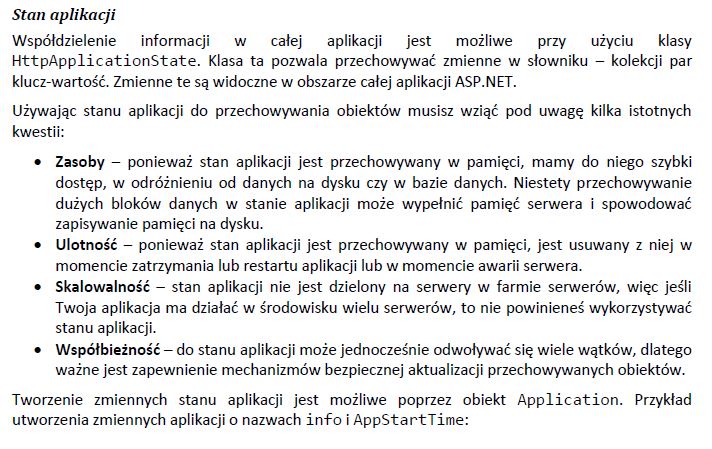 Stan aplikacji
Współdzielenie informacji w całej aplikacji jest możliwe przy użyciu klasy
HttpApplicationState. Klasa ta pozwala przechowywać zmienne w słowniku – kolekcji par
klucz-wartość. Zmienne te są widoczne w obszarze całej aplikacji ASP.NET.
Używając stanu aplikacji do przechowywania obiektów musisz wziąć pod uwagę kilka istotnych
kwestii:
• Zasoby – ponieważ stan aplikacji jest przechowywany w pamięci, mamy do niego szybki
dostęp, w odróżnieniu od danych na dysku czy w bazie danych. Niestety przechowywanie
dużych bloków danych w stanie aplikacji może wypełnić pamięć serwera i spowodować
zapisywanie pamięci na dysku.
• Ulotność – ponieważ stan aplikacji jest przechowywany w pamięci, jest usuwany z niej w
momencie zatrzymania lub restartu aplikacji lub w momencie awarii serwera.
• Skalowalność – stan aplikacji nie jest dzielony na serwery w farmie serwerów, więc jeśli
Twoja aplikacja ma działać w środowisku wielu serwerów, to nie powinieneś wykorzystywać
stanu aplikacji.
• Współbieżność – do stanu aplikacji może jednocześnie odwoływać się wiele wątków, dlatego
ważne jest zapewnienie mechanizmów bezpiecznej aktualizacji przechowywanych obiektów.
Tworzenie zmiennych stanu aplikacji jest możliwe poprzez obiekt Application. Przykład
utworzenia zmiennych aplikacji o nazwach info i AppStartTime: